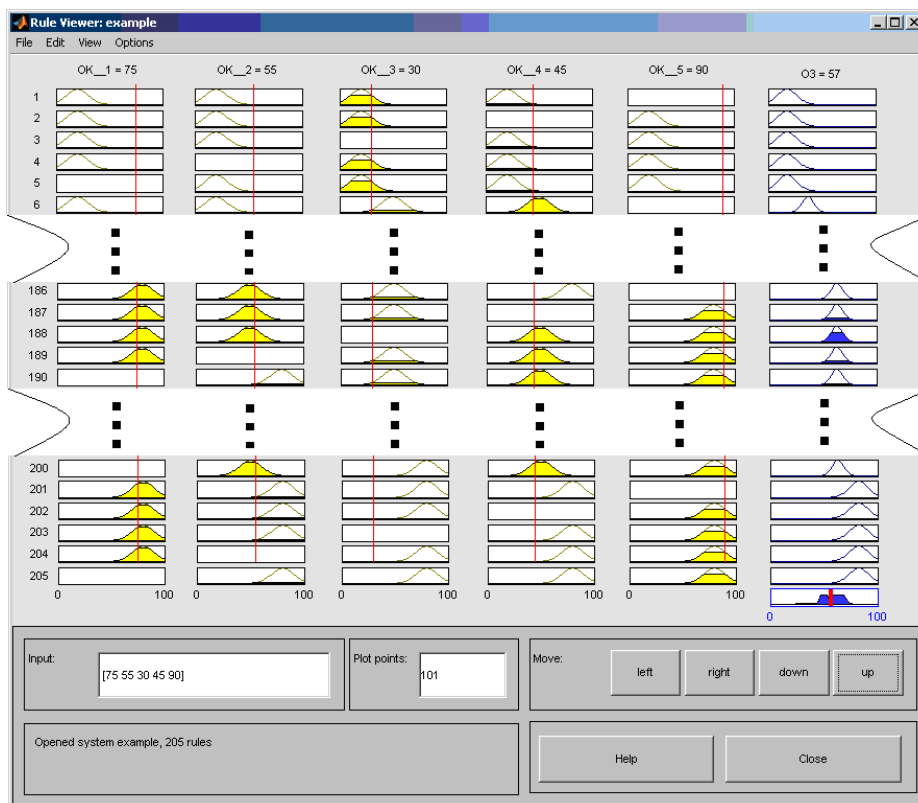 Rule Viewer: example
File Edit View Options
OK__1 = 75 OK__2 = 55 OK__3 = 30 OK__4 = 45 OK__5 = 90 O3 = 57
1
2
3
4
5
6
186
187
188
189
190
200
201
202
203
204
205
0 100 0 100 0 100 0 100 0 100
0 100
Input: [75 55 30 45 90] Plot points: 101 Move: left right down up
Opened system example, 205 rules
Help Close